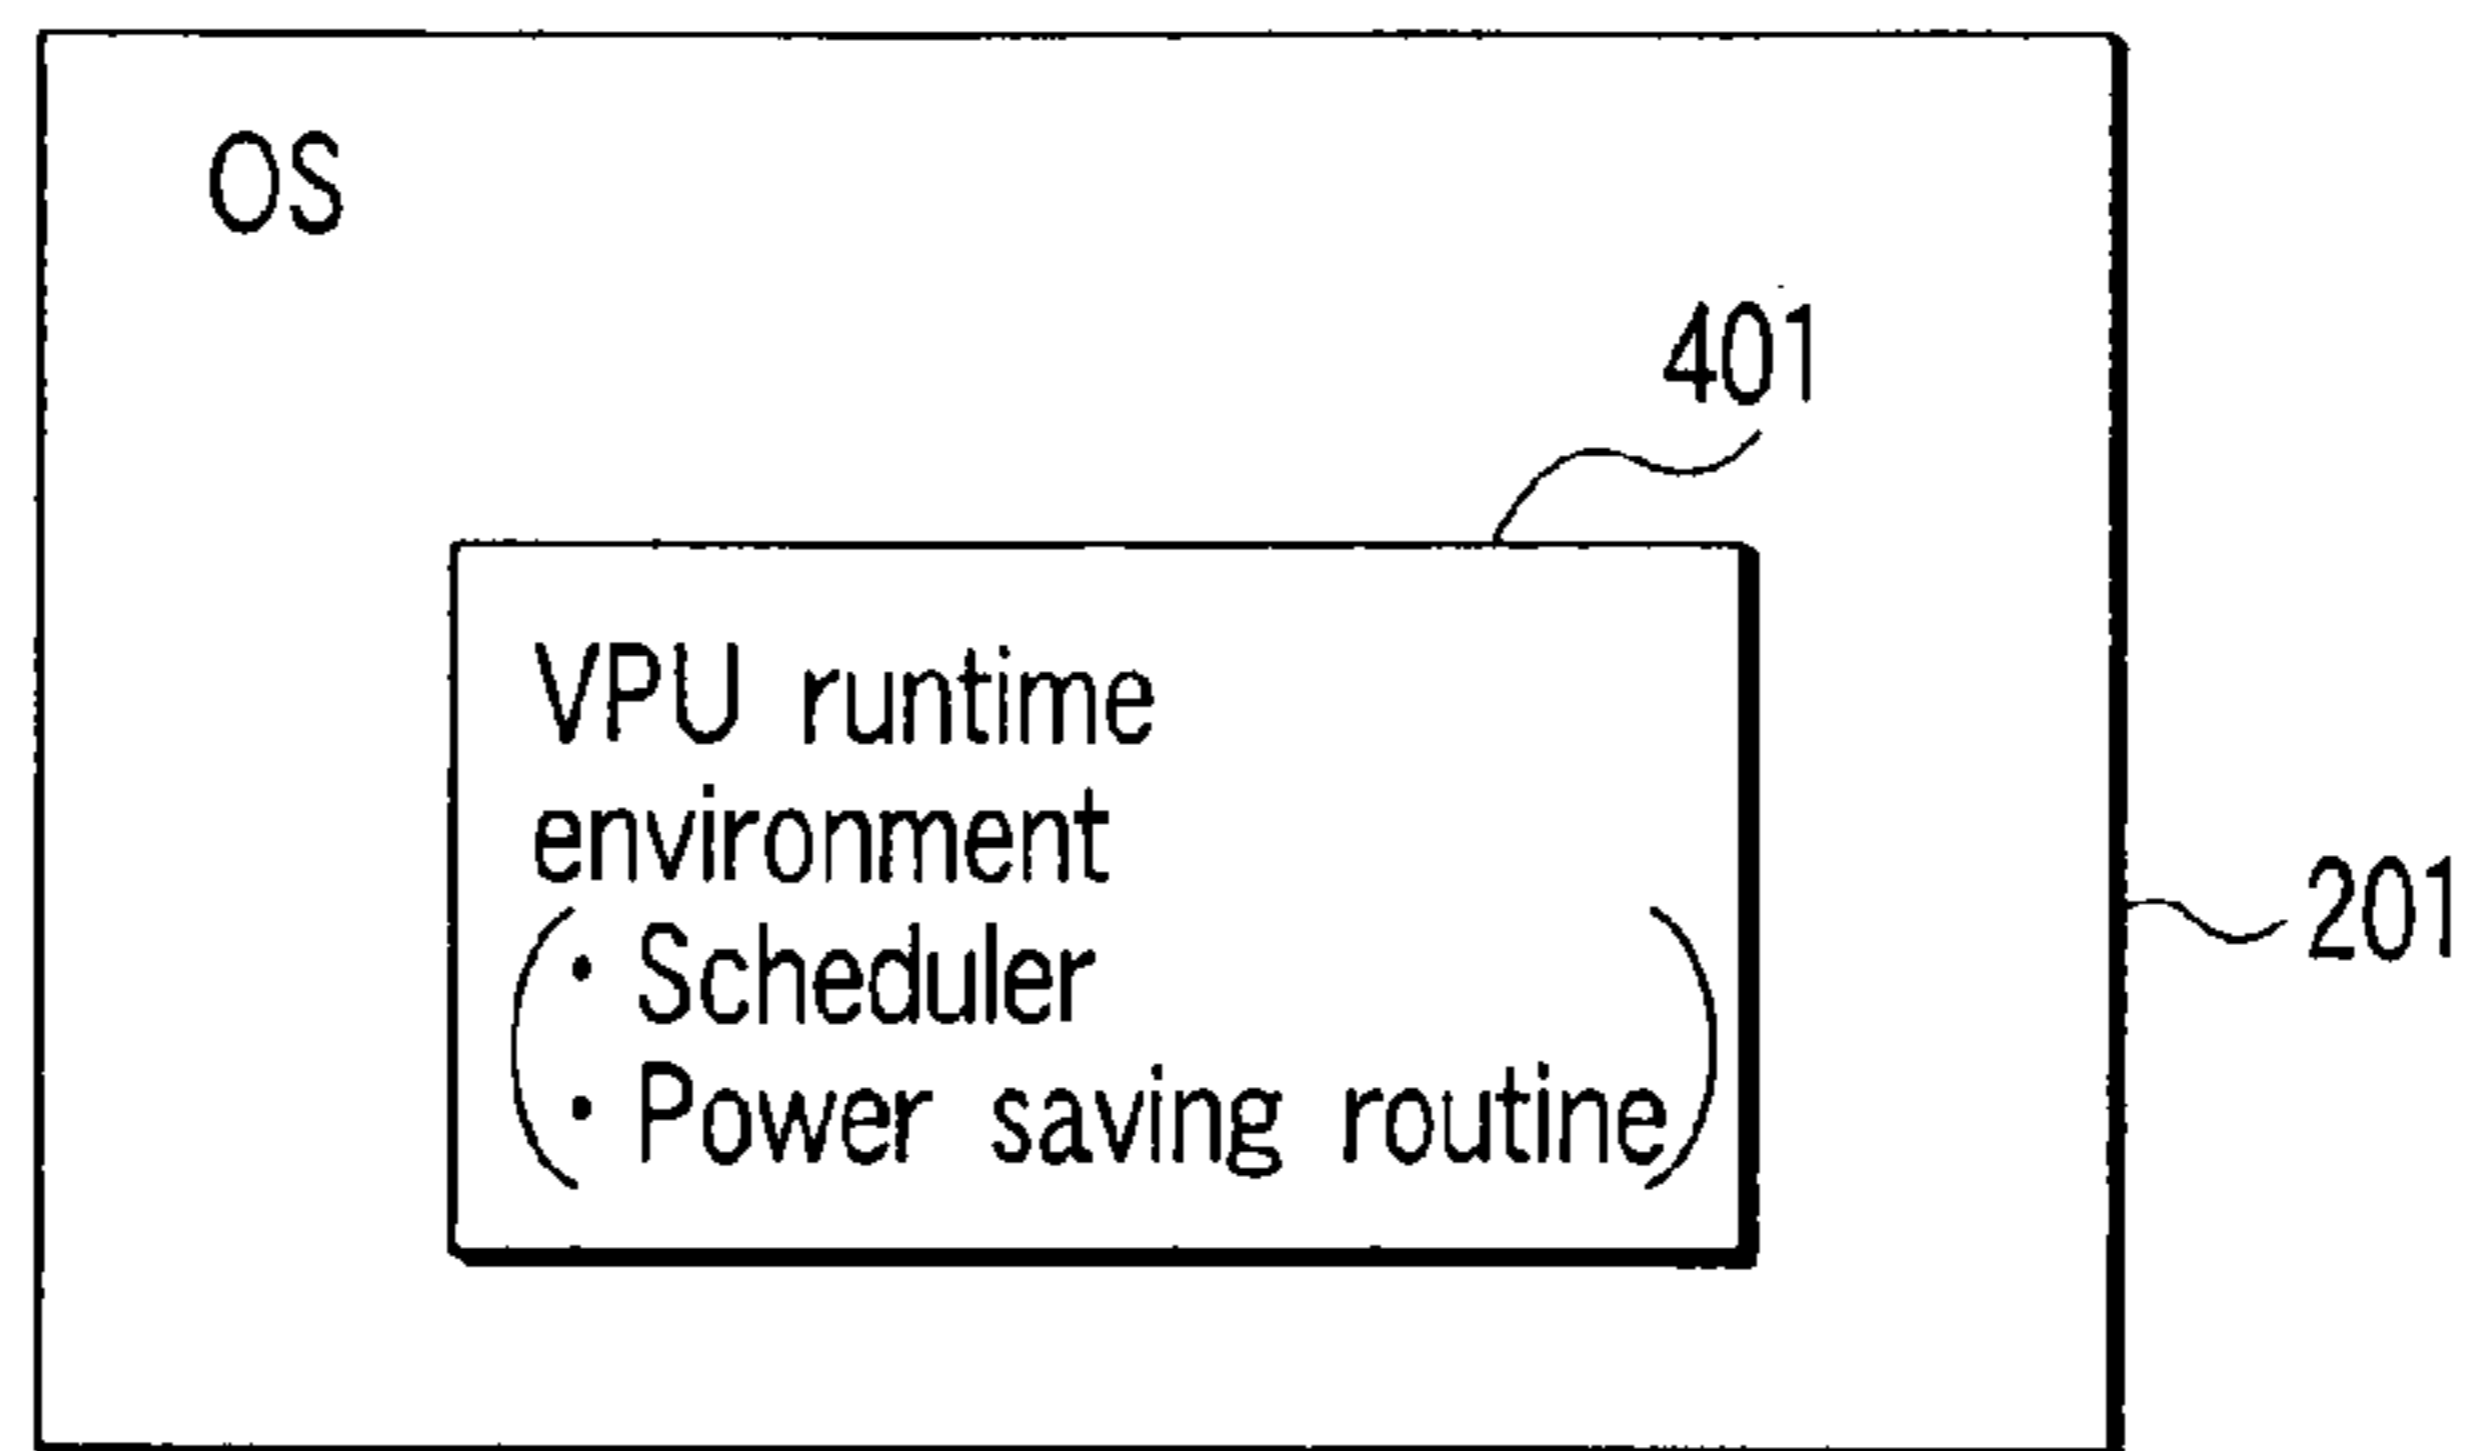 OS
401
VPU runtime
environment
· Scheduler
· Power saving routine
201